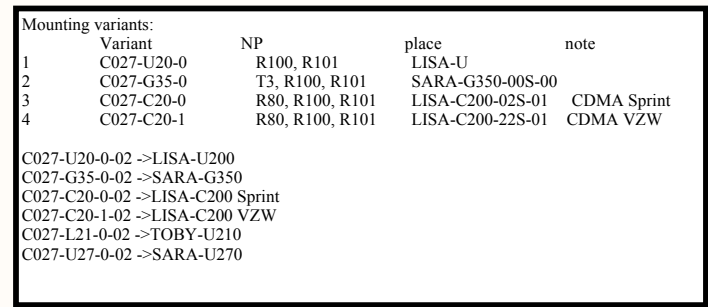 Mounting variants:
Variant NP place note
1 C027-U20-0 R100, R101 LISA-U
2 C027-G35-0 T3, R100, R101 SARA-G350-00S-00
3 C027-C20-0 R80, R100, R101 LISA-C200-02S-01 CDMA Sprint
4 C027-C20-1 R80, R100, R101 LISA-C200-22S-01 CDMA VZW
C027-U20-0-02 ->LISA-U200
C027-G35-0-02 ->SARA-G350
C027-C20-0-02 ->LISA-C200 Sprint
C027-C20-1-02 ->LISA-C200 VZW
C027-L21-0-02 ->TOBY-U210
C027-U27-0-02 ->SARA-U270